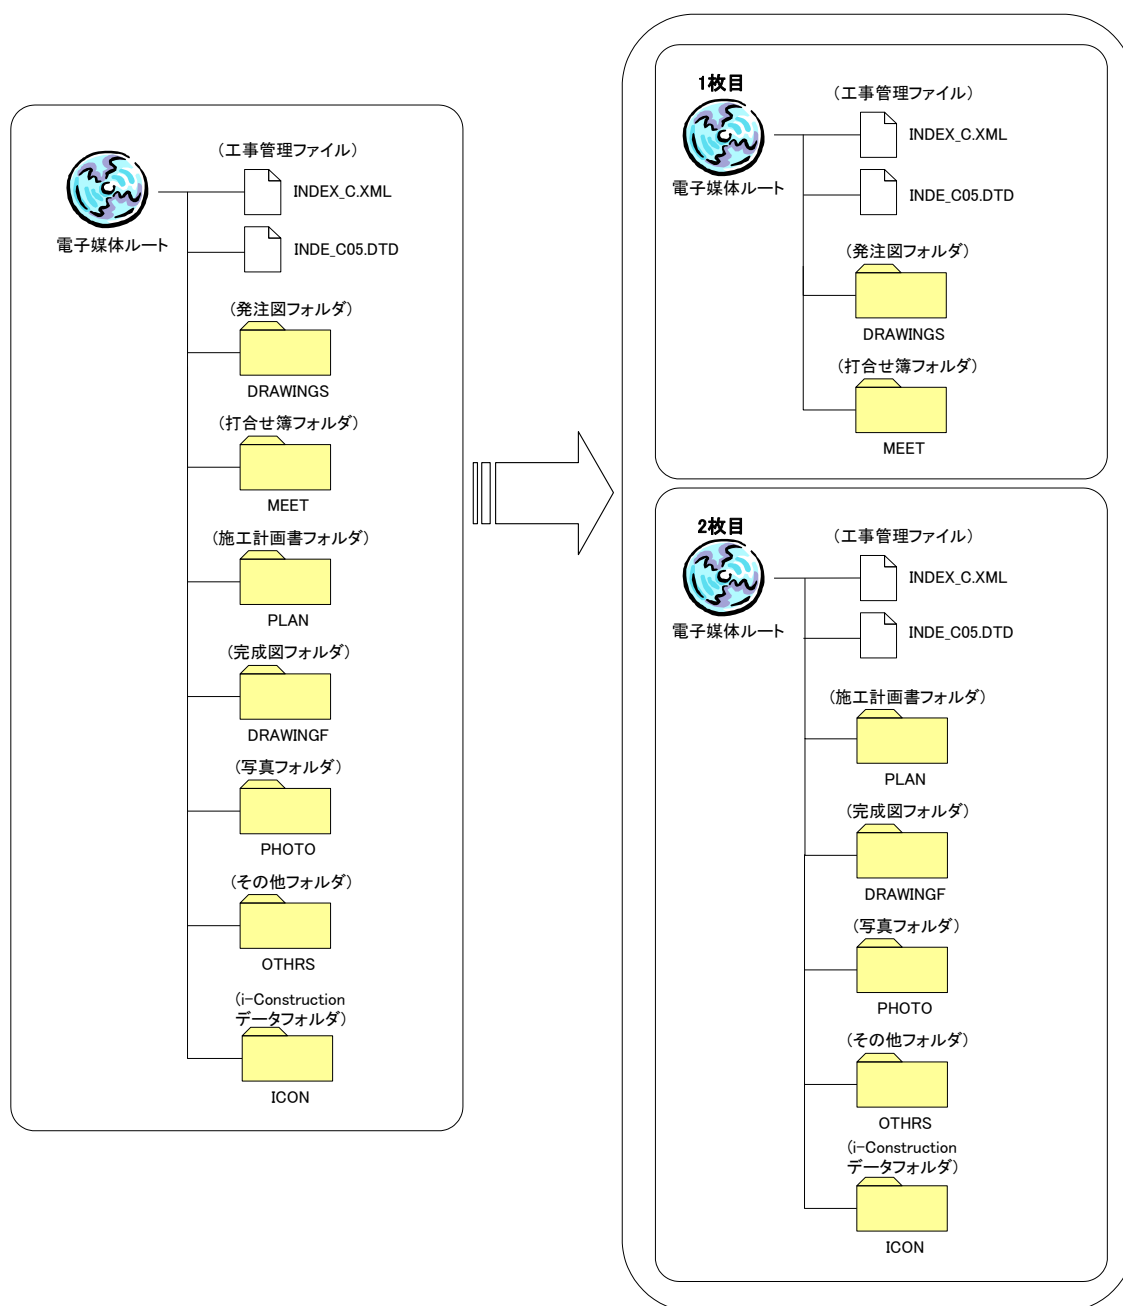 (工事管理ファイル)
INDEX_C.XML
電子媒体ルート
INDE_C05.DTD
(発注図フォルダ)
DRAWINGS
(打合せ簿フォルダ)
MEET
(施工計画書フォルダ)
PLAN
(完成図フォルダ)
DRAWINGF
(写真フォルダ)
PHOTO
(その他フォルダ)
OTHRS
(i-Construction
データフォルダ)
ICON
1枚目
(工事管理ファイル)
INDEX_C.XML
電子媒体ルート
INDE_C05.DTD
(発注図フォルダ)
DRAWINGS
(打合せ簿フォルダ)
MEET
2枚目
(工事管理ファイル)
INDEX_C.XML
電子媒体ルート
INDE_C05.DTD
(施工計画書フォルダ)
PLAN
(完成図フォルダ)
DRAWINGF
(写真フォルダ)
PHOTO
(その他フォルダ)
OTHRS
(i-Construction
データフォルダ)
ICON